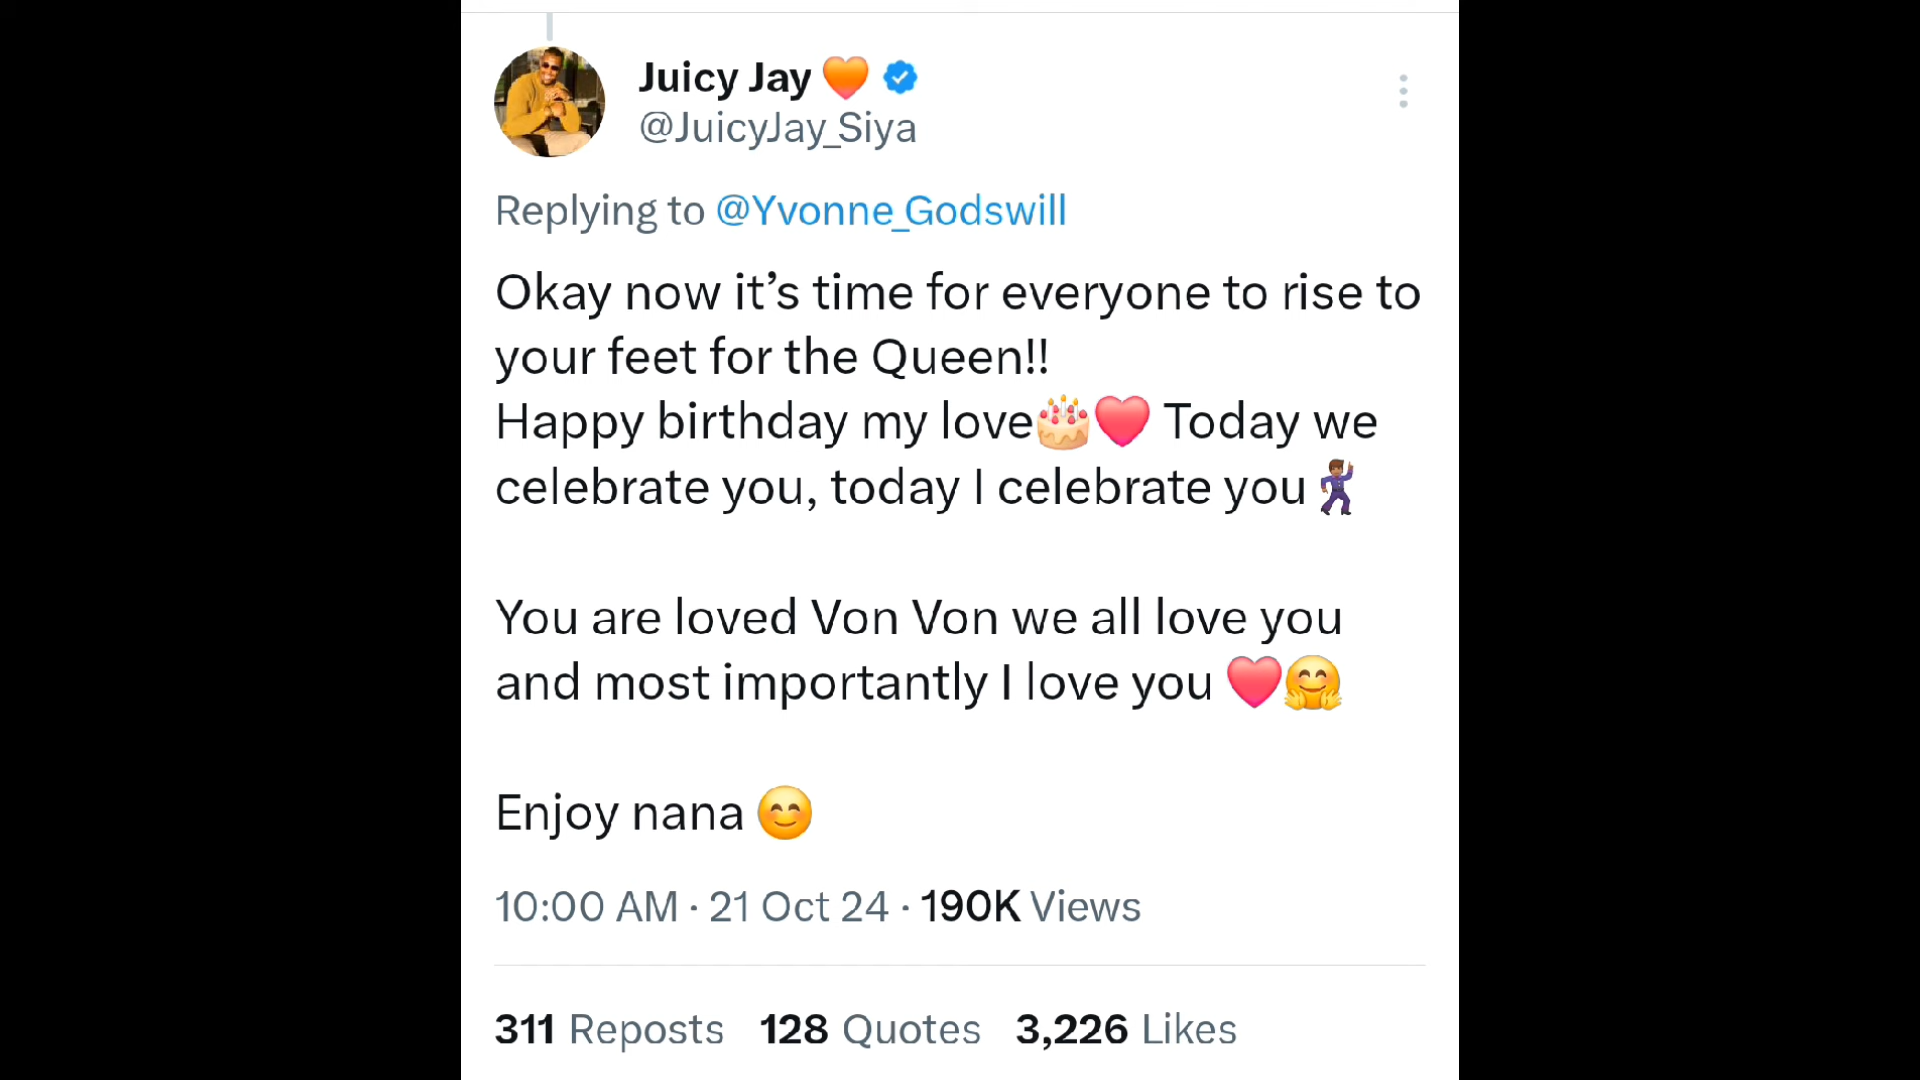 Juicy Jay 🧡
@JuicyJay_Siya
Replying to @Yvonne_Godswill
Okay now it’s time for everyone to rise to
your feet for the Queen!!
Happy birthday my love🎂❤️ Today we
celebrate you, today I celebrate you🕺🏾
You are loved Von Von we all love you
and most importantly I love you ❤️🤗
Enjoy nana 😊
10:00 AM · 21 Oct 24 · 190K Views
311 Reposts 128 Quotes 3,226 Likes